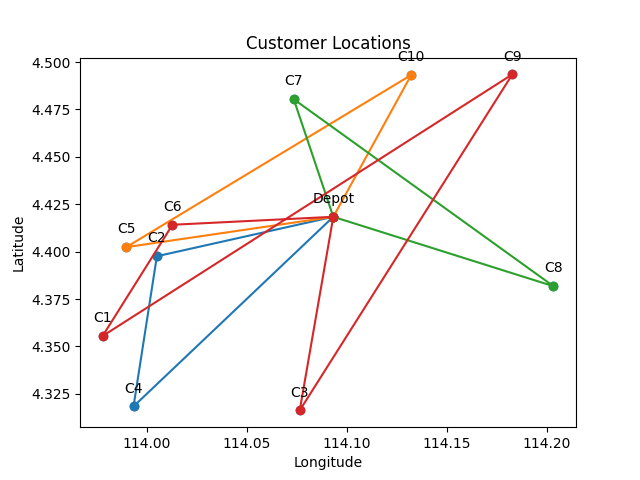 Customer Locations
4.500
4.475
4.450
4.425
4.400
4.375
4.350
4.325
Latitude
C10
C9
C7
Depot
C6
C5
C2
C8
C1
C4
C3
114.00
114.05
114.10
114.15
114.20
Longitude